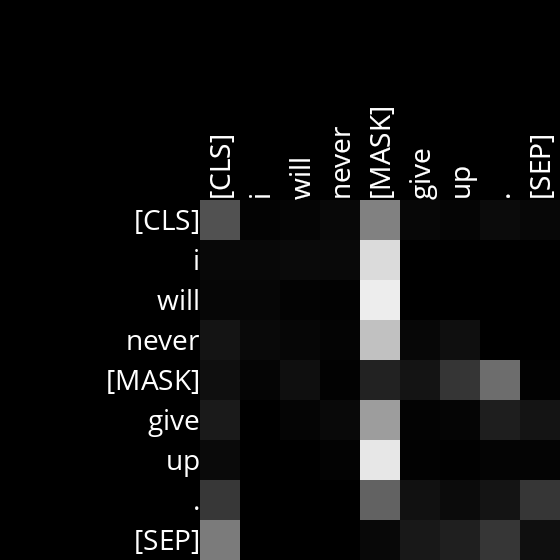 [CLS] i will never [MASK] give up . [SEP]
[CLS]
i
will
never
[MASK]
give
up
.
[SEP]